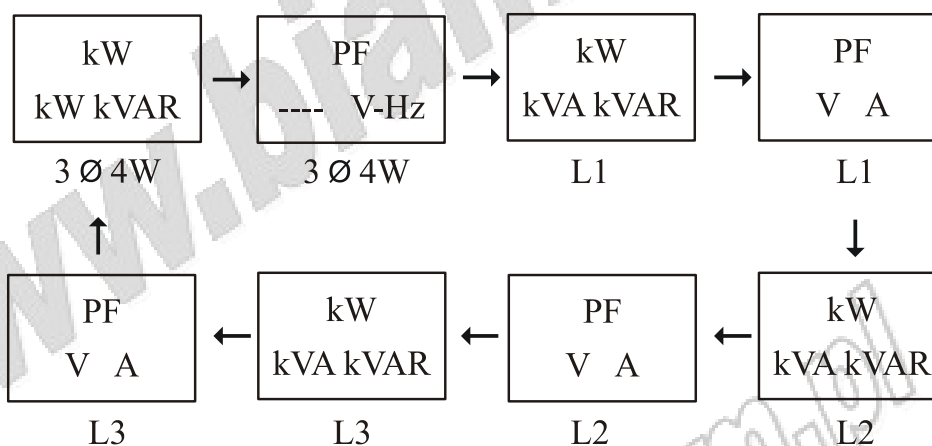 kW
kW kVAR
3 Ø 4W
PF
---- V-Hz
3 Ø 4W
kW
kVA kVAR
L1
PF
V A
L1
kW
kVA kVAR
L2
PF
V A
L2
kW
kVA kVAR
L3
PF
V A
L3